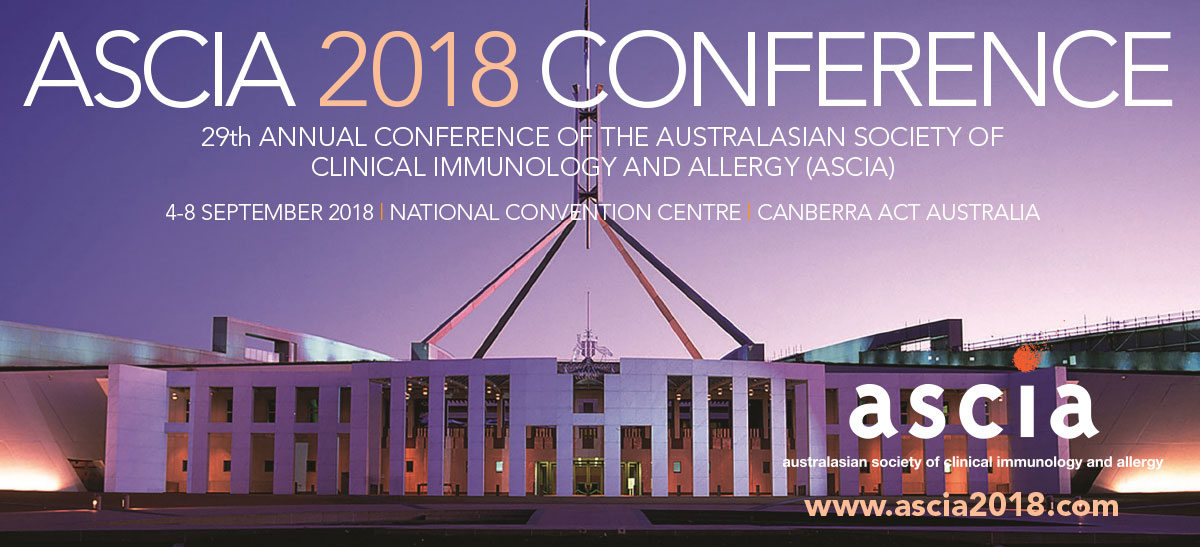 ASCIA 2018 CONFERENCE
29th ANNUAL CONFERENCE OF THE AUSTRALASIAN SOCIETY OF
CLINICAL IMMUNOLOGY AND ALLERGY (ASCIA)
4-8 SEPTEMBER 2018 | NATIONAL CONVENTION CENTRE | CANBERRA ACT AUSTRALIA
ascia
australasian society of clinical immunology and allergy
www.ascia2018.com